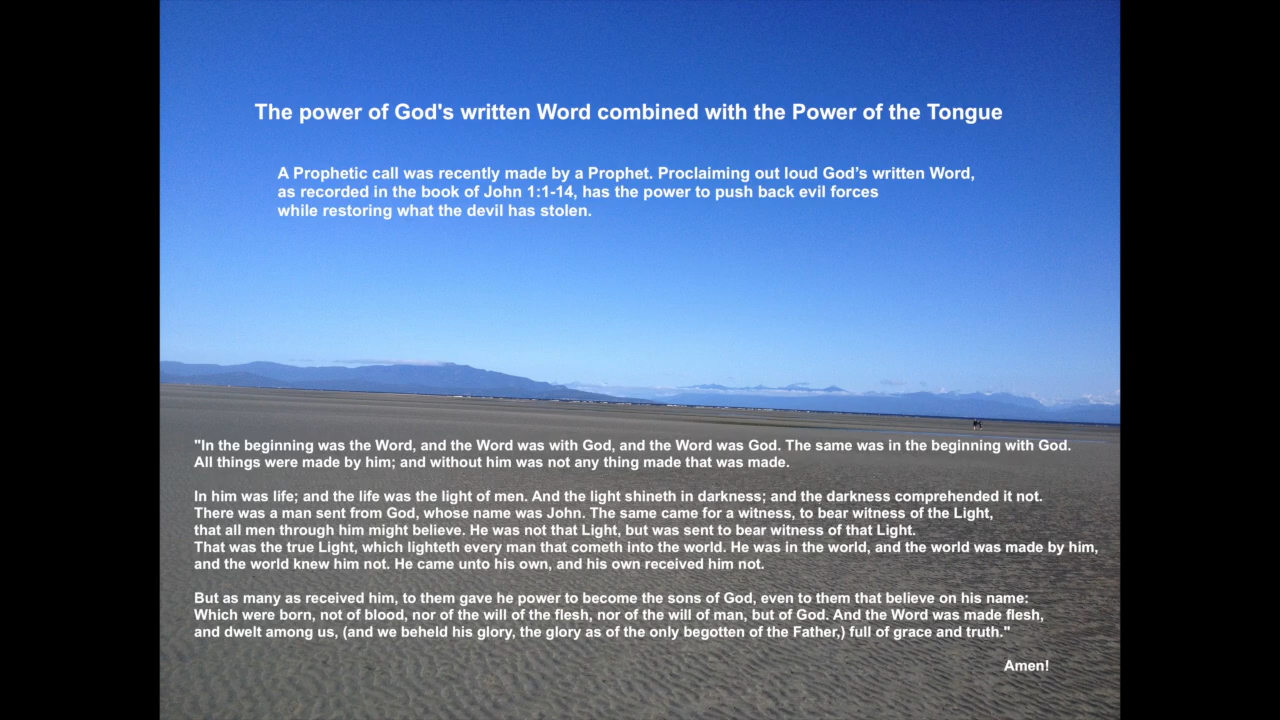 The power of God's written Word combined with the Power of the Tongue
A Prophetic call was recently made by a Prophet. Proclaiming out loud God’s written Word,
as recorded in the book of John 1:1-14, has the power to push back evil forces
while restoring what the devil has stolen.
"In the beginning was the Word, and the Word was with God, and the Word was God. The same was in the beginning with God.
All things were made by him; and without him was not any thing made that was made.
In him was life; and the life was the light of men. And the light shineth in darkness; and the darkness comprehended it not.
There was a man sent from God, whose name was John. The same came for a witness, to bear witness of the Light,
that all men through him might believe. He was not that Light, but was sent to bear witness of that Light.
That was the true Light, which lighteth every man that cometh into the world. He was in the world, and the world was made by him,
and the world knew him not. He came unto his own, and his own received him not.
But as many as received him, to them gave he power to become the sons of God, even to them that believe on his name:
Which were born, not of blood, nor of the will of the flesh, nor of the will of man, but of God. And the Word was made flesh,
and dwelt among us, (and we beheld his glory, the glory as of the only begotten of the Father,) full of grace and truth."
Amen!